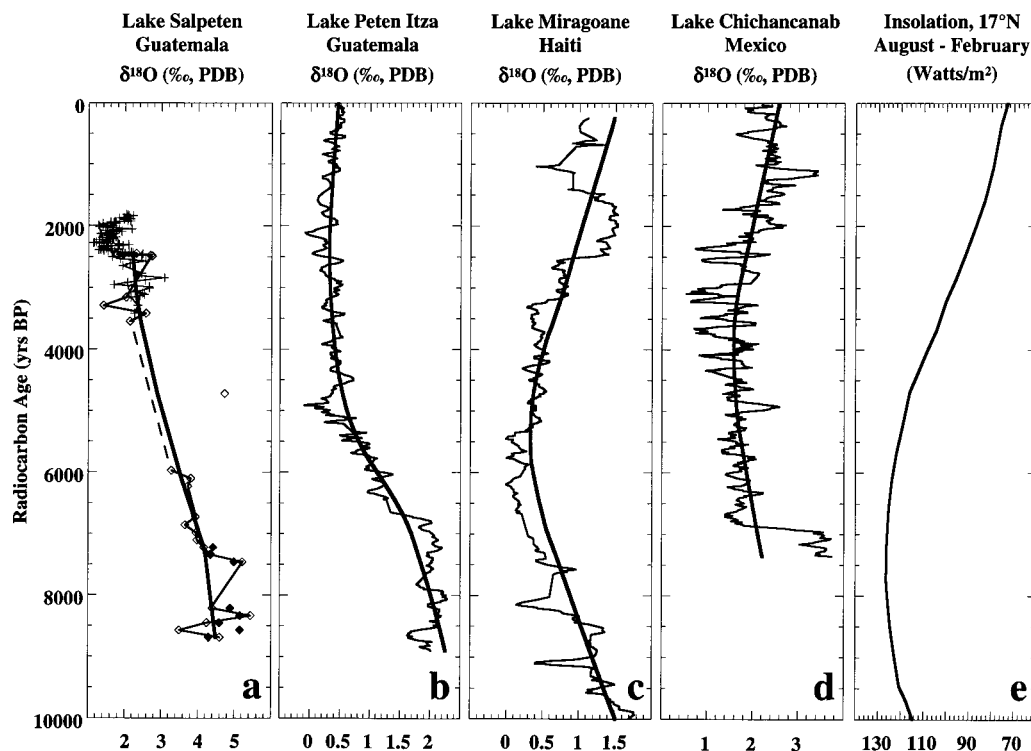 Lake Salpeten
Guatemala
δ¹⁸O (‰, PDB)
Lake Peten Itza
Guatemala
δ¹⁸O (‰, PDB)
Lake Miragoane
Haiti
δ¹⁸O (‰, PDB)
Lake Chichancanab
Mexico
δ¹⁸O (‰, PDB)
Insolation, 17°N
August - February
(Watts/m²)
Radiocarbon Age (yrs BP)
0
2000
4000
6000
8000
10000
a
b
c
d
e
2 3 4 5
0 0.5 1 1.5 2
0 0.5 1 1.5
1 2 3
130 110 90 70